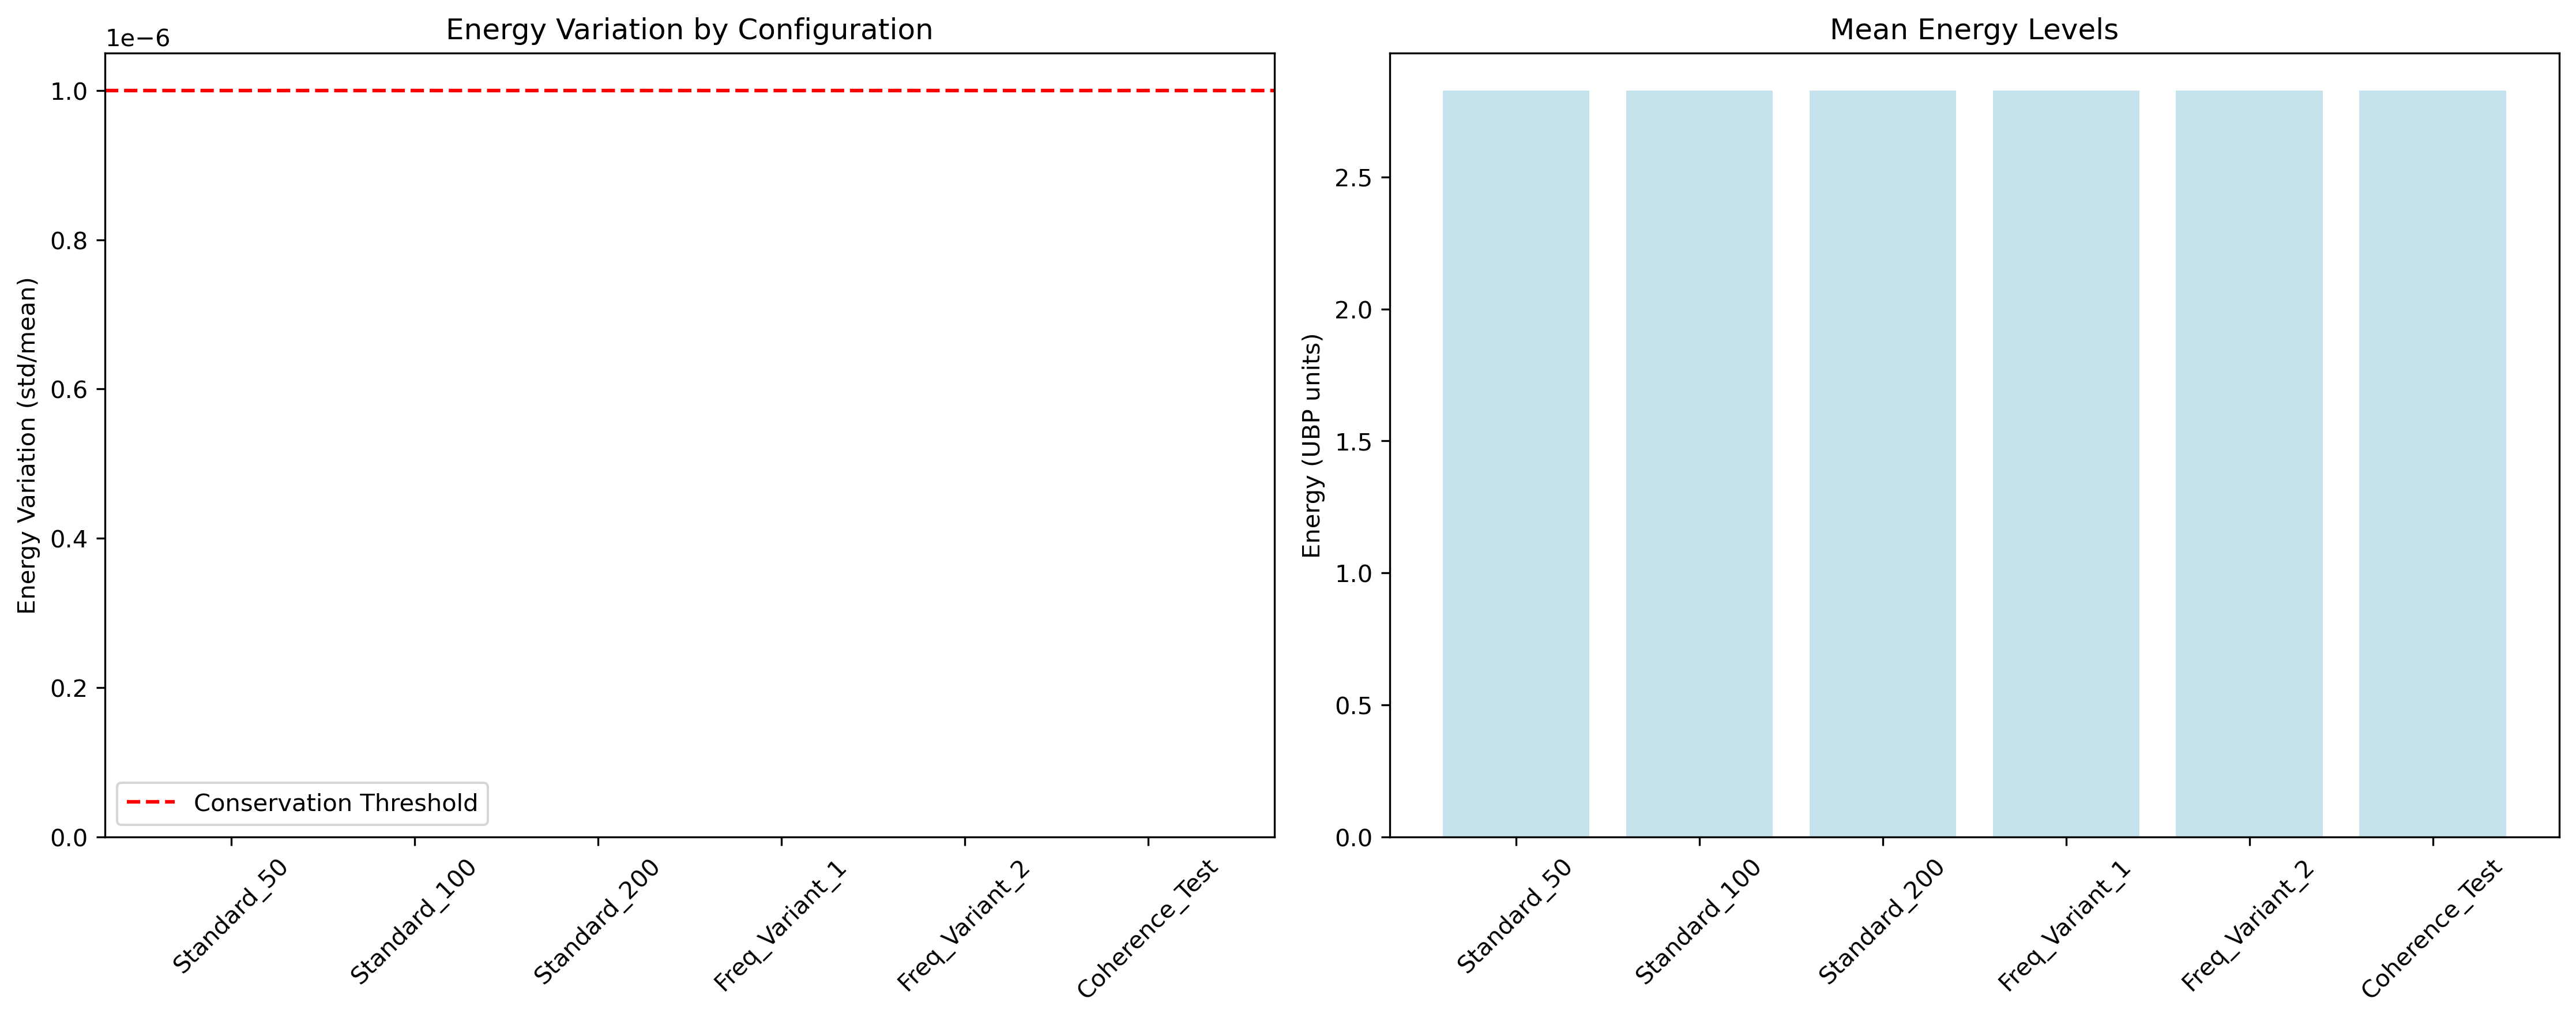 Energy Variation by Configuration
1e−6
Energy Variation (std/mean)
1.0
0.8
0.6
0.4
0.2
0.0
Conservation Threshold
Standard_50
Standard_100
Standard_200
Freq_Variant_1
Freq_Variant_2
Coherence_Test
Mean Energy Levels
Energy (UBP units)
2.5
2.0
1.5
1.0
0.5
0.0
Standard_50
Standard_100
Standard_200
Freq_Variant_1
Freq_Variant_2
Coherence_Test